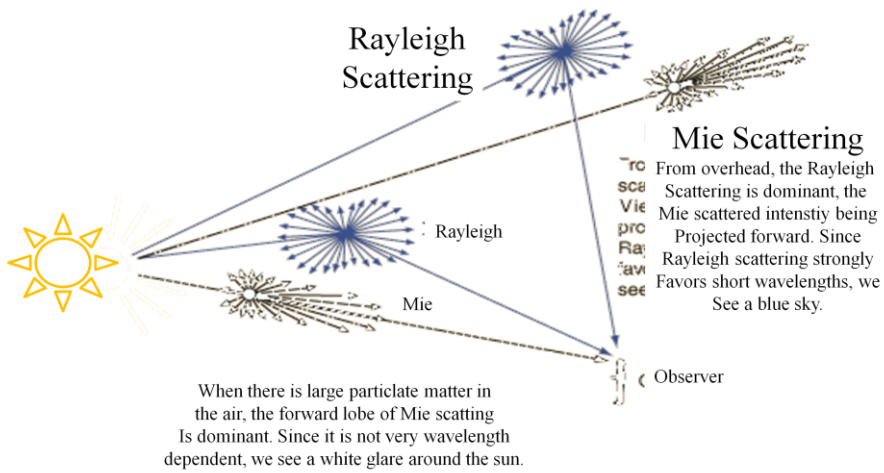 Rayleigh
Scattering
Mie Scattering
From overhead, the Rayleigh
Scattering is dominant, the
Mie scattered intenstiy being
Projected forward. Since
Rayleigh scattering strongly
Favors short wavelengths, we
See a blue sky.
: Rayleigh
Mie
Observer
When there is large particlate matter in
the air, the forward lobe of Mie scatting
Is dominant. Since it is not very wavelength
dependent, we see a white glare around the sun.